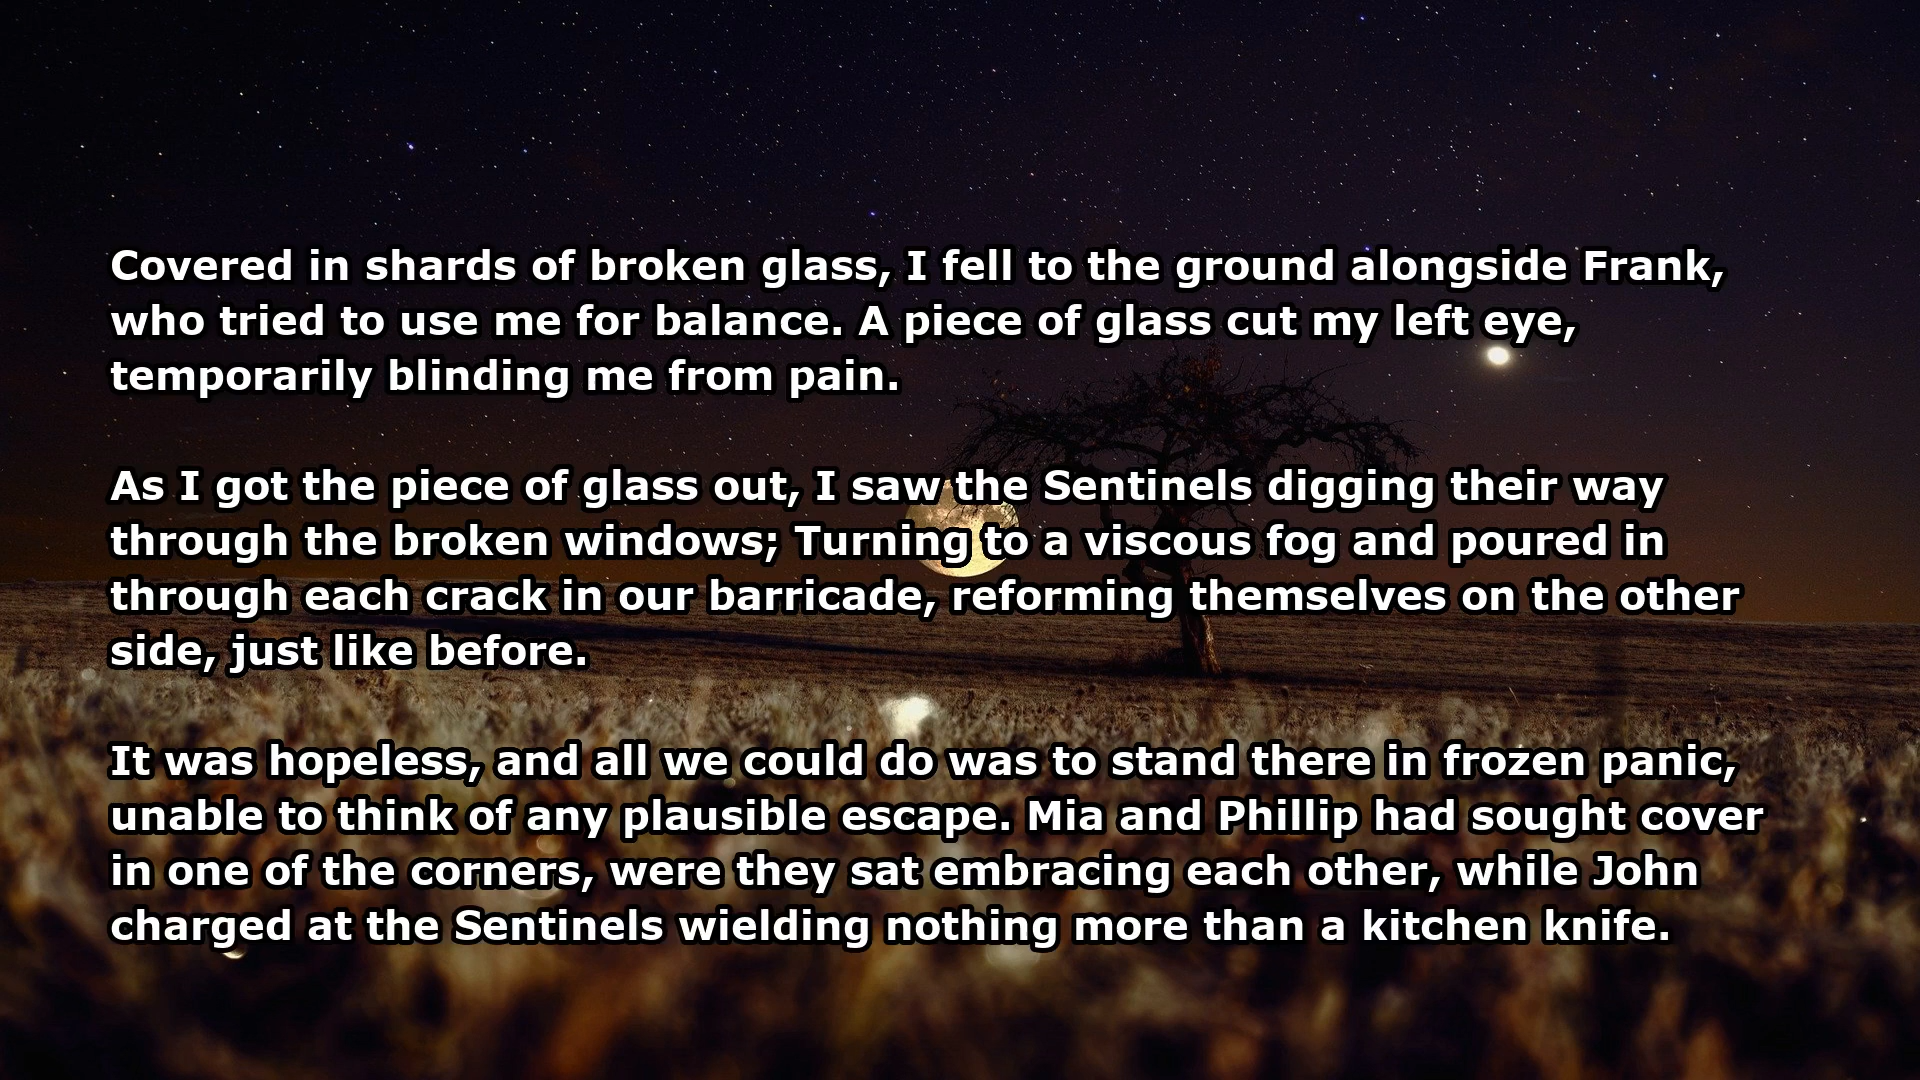 Covered in shards of broken glass, I fell to the ground alongside Frank,
who tried to use me for balance. A piece of glass cut my left eye,
temporarily blinding me from pain.
As I got the piece of glass out, I saw the Sentinels digging their way
through the broken windows; Turning to a viscous fog and poured in
through each crack in our barricade, reforming themselves on the other
side, just like before.
It was hopeless, and all we could do was to stand there in frozen panic,
unable to think of any plausible escape. Mia and Phillip had sought cover
in one of the corners, were they sat embracing each other, while John
charged at the Sentinels wielding nothing more than a kitchen knife.